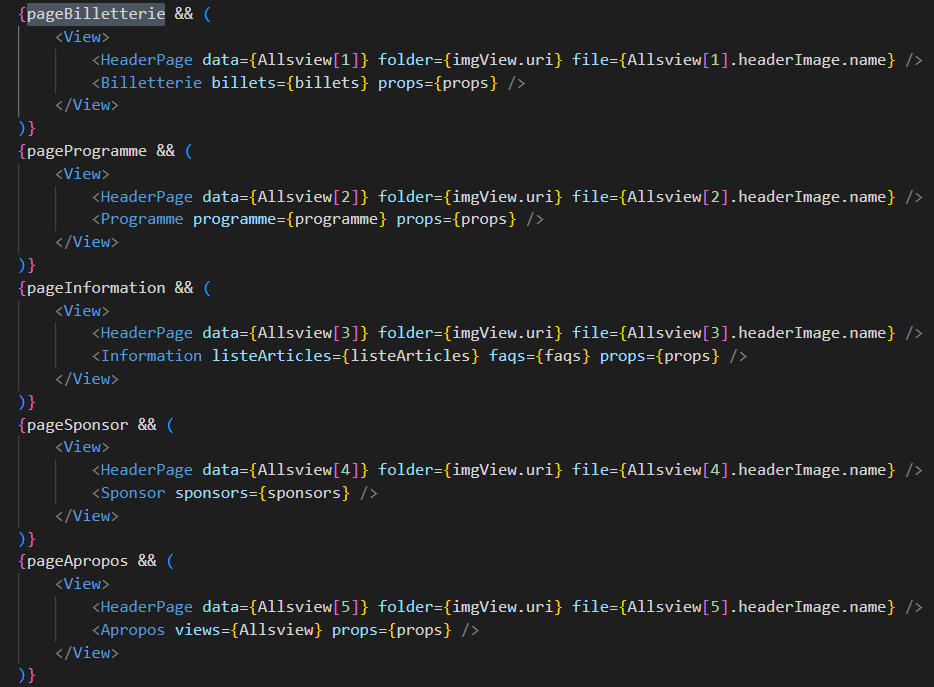 {pageBilletterie && (
<View>
<HeaderPage data={Allsview[1]} folder={imgView.uri} file={Allsview[1].headerImage.name} />
<Billetterie billets={billets} props={props} />
</View>
)}
{pageProgramme && (
<View>
<HeaderPage data={Allsview[2]} folder={imgView.uri} file={Allsview[2].headerImage.name} />
<Programme programme={programme} props={props} />
</View>
)}
{pageInformation && (
<View>
<HeaderPage data={Allsview[3]} folder={imgView.uri} file={Allsview[3].headerImage.name} />
<Information listeArticles={listeArticles} faqs={faqs} props={props} />
</View>
)}
{pageSponsor && (
<View>
<HeaderPage data={Allsview[4]} folder={imgView.uri} file={Allsview[4].headerImage.name} />
<Sponsor sponsors={sponsors} />
</View>
)}
{pageApropos && (
<View>
<HeaderPage data={Allsview[5]} folder={imgView.uri} file={Allsview[5].headerImage.name} />
<Apropos views={Allsview} props={props} />
</View>
)}